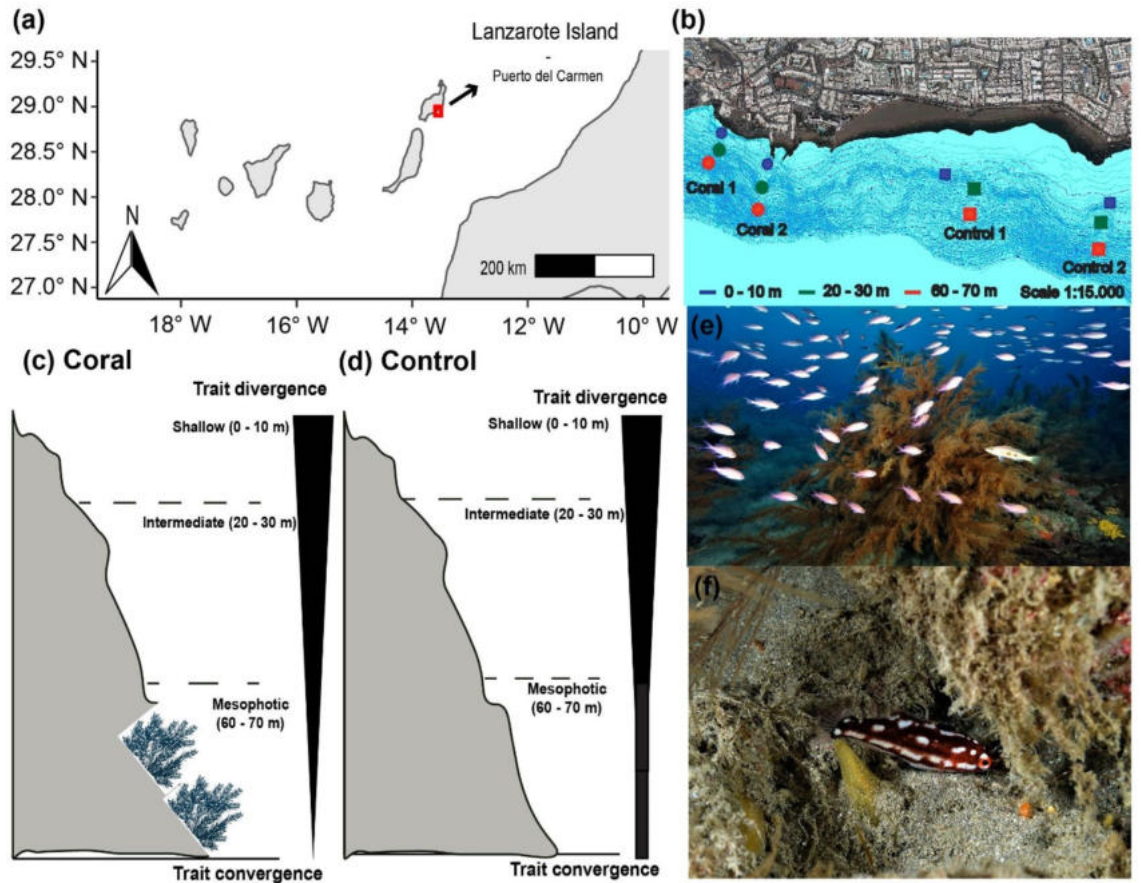 (a)
Lanzarote Island
-
Puerto del Carmen
29.5° N
29.0° N
28.5° N
28.0° N
27.5° N
27.0° N
N
200 km
18° W
16° W
14° W
12° W
10° W
(b)
Coral 1
Coral 2
Control 1
Control 2
0 - 10 m
20 - 30 m
60 - 70 m
Scale 1:15.000
(c) Coral
Trait divergence
Shallow (0 - 10 m)
Intermediate (20 - 30 m)
Mesophotic
(60 - 70 m)
Trait convergence
(d) Control
Trait divergence
Shallow (0 - 10 m)
Intermediate (20 - 30 m)
Mesophotic
(60 - 70 m)
Trait convergence
(e)
(f)